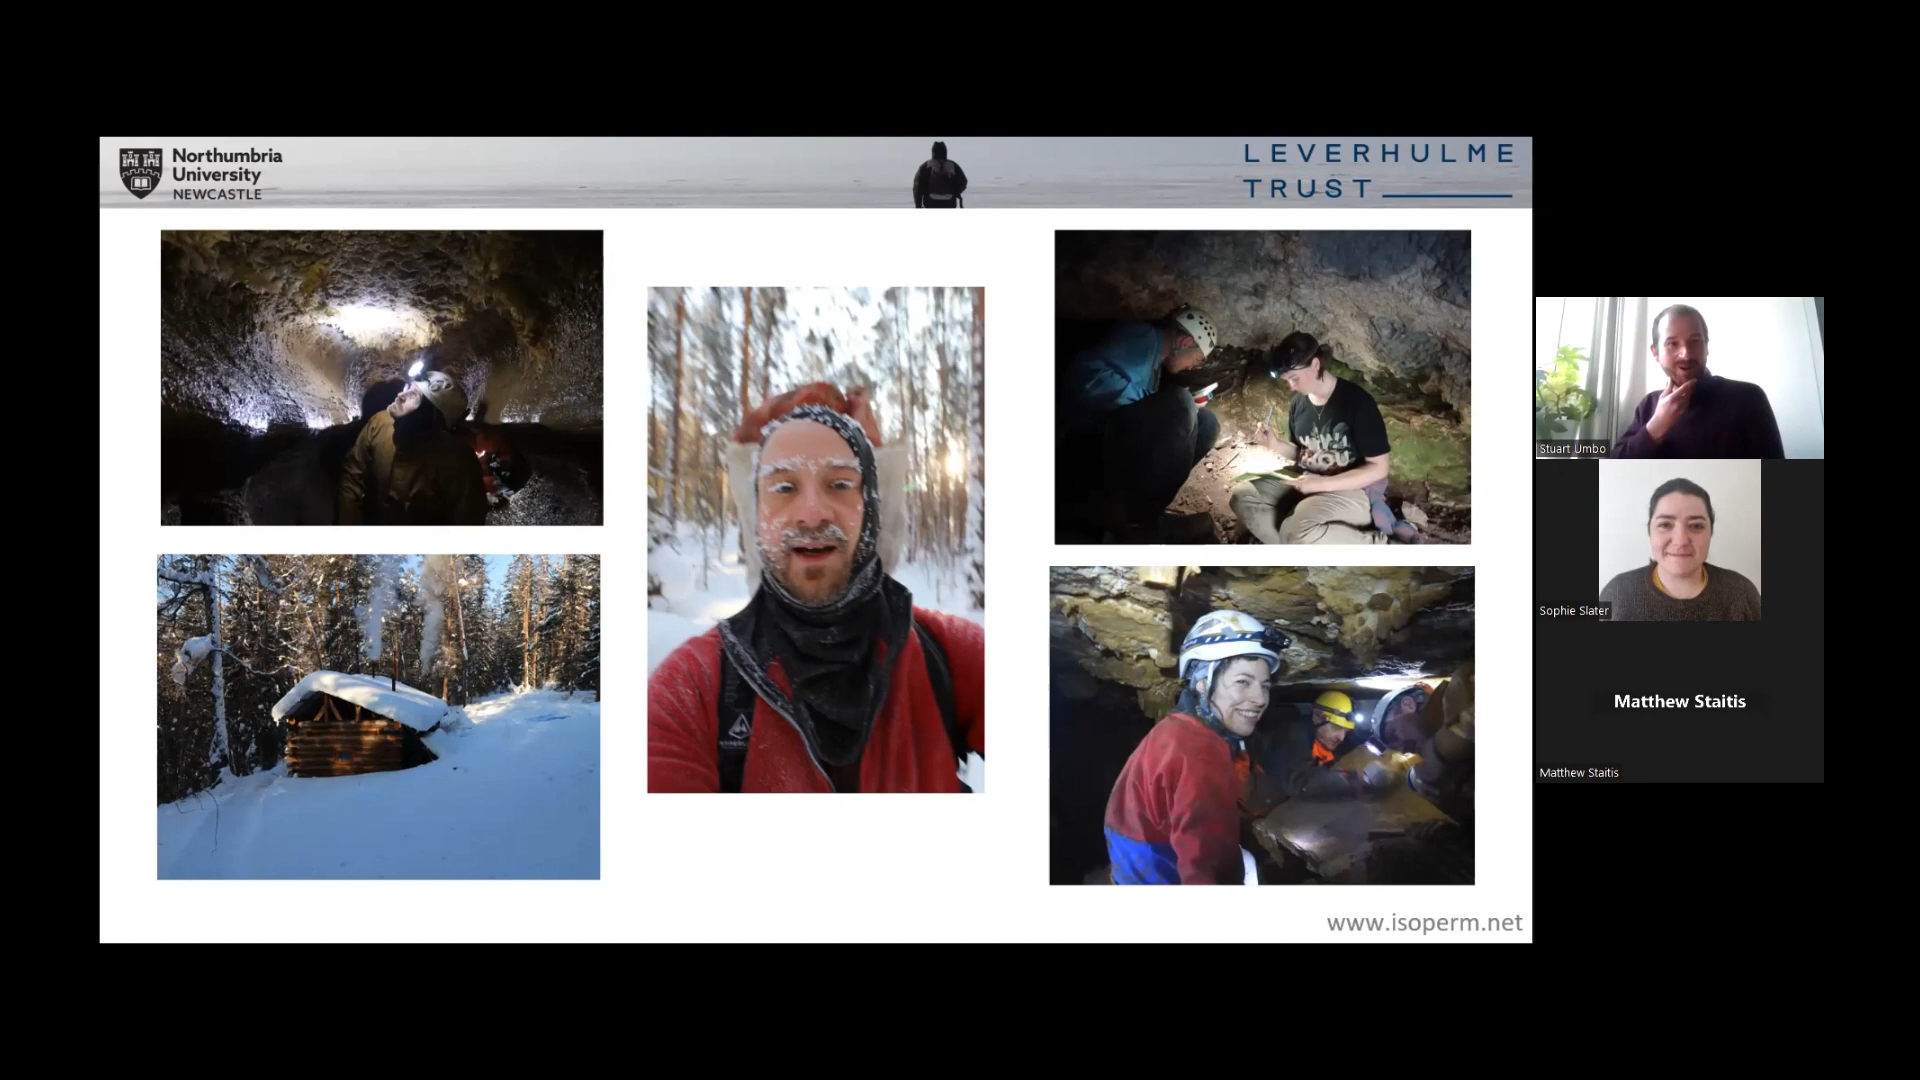 Northumbria
University
NEWCASTLE
LEVERHULME
TRUST
www.isoperm.net
Stuart Umbo
Sophie Slater
Matthew Staitis
Matthew Staitis